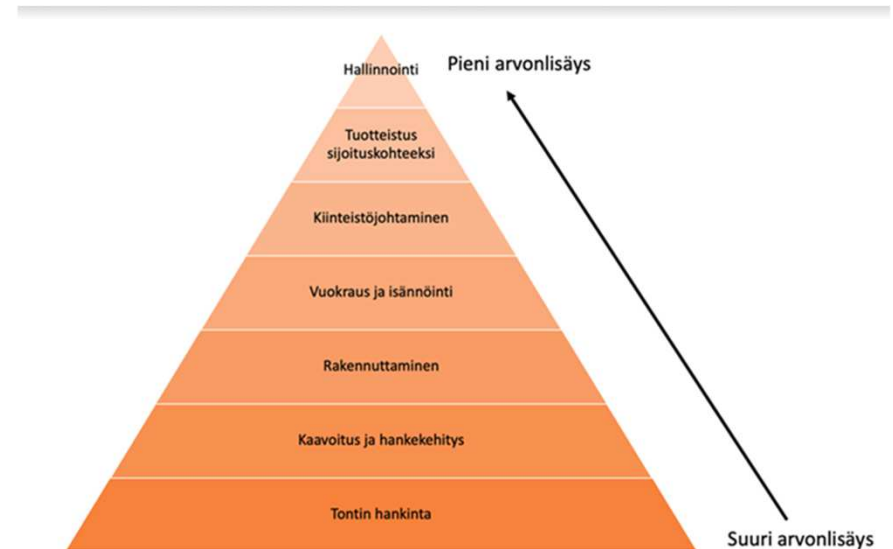 Hallinnointi
Pieni arvonlisäys
Tuotteistus
sijoituskohteeksi
Kiinteistöjohtaminen
Vuokraus ja isännöinti
Rakennuttaminen
Kaavoitus ja hankekehitys
Tontin hankinta
Suuri arvonlisäys